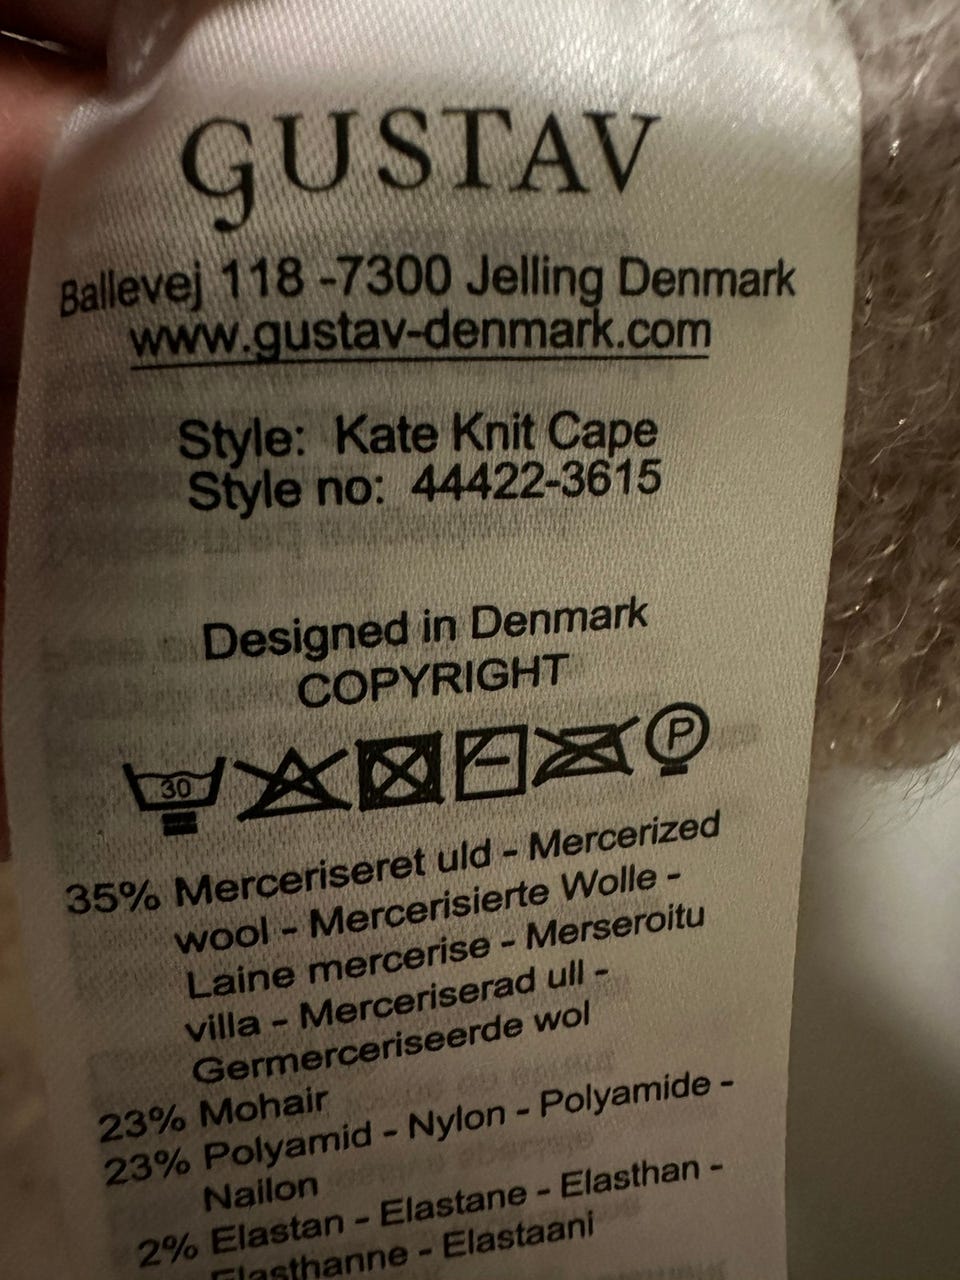 GUSTAV
Ballevej 118 -7300 Jelling Denmark
www.gustav-denmark.com
Style: Kate Knit Cape
Style no: 44422-3615
Designed in Denmark
COPYRIGHT
30 P
35% Merceriseret uld - Mercerized
wool - Mercerisierte Wolle -
Laine mercerise - Merseroitu
villa - Merceriserad ull -
Germerceriseerde wol
23% Mohair
23% Polyamid - Nylon - Polyamide -
Nailon
2% Elastan - Elastane - Elasthan -
Elasthanne - Elastaani